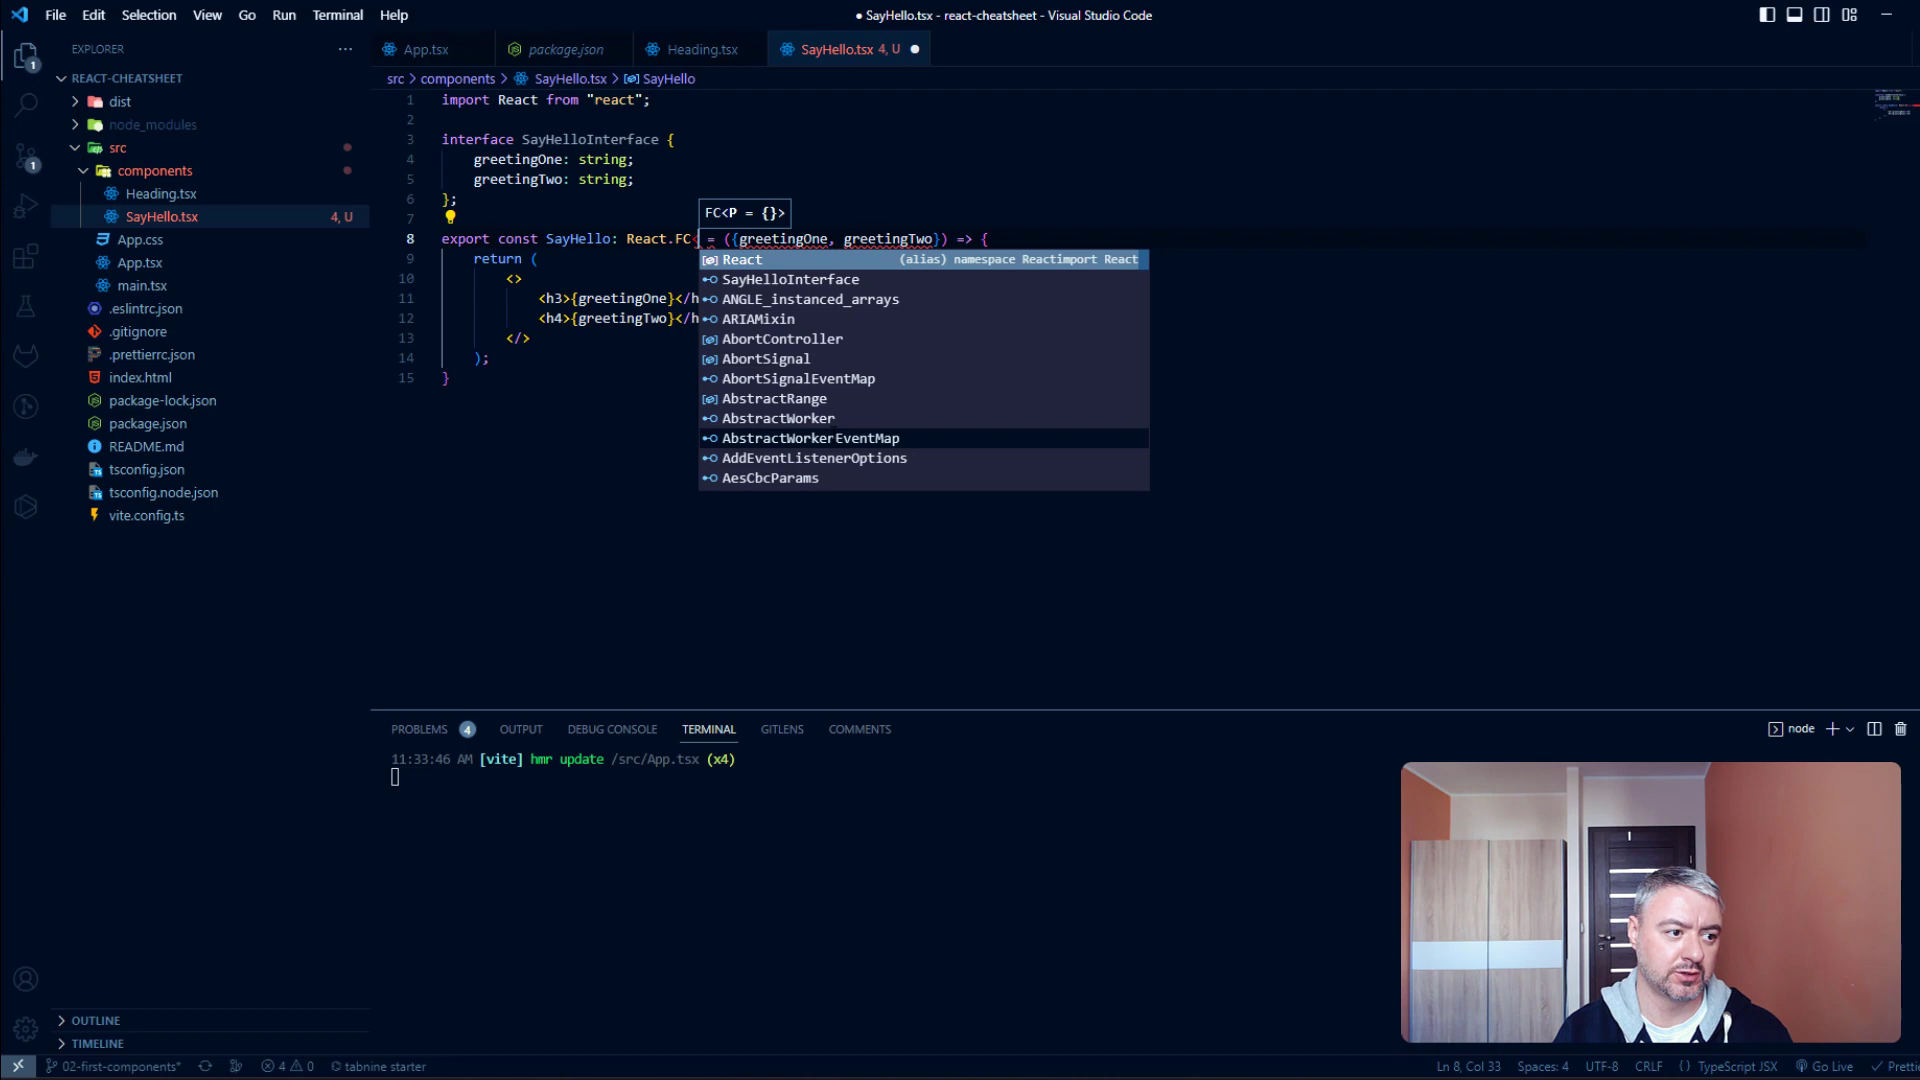 File Edit Selection View Go Run Terminal Help
● SayHello.tsx - react-cheatsheet - Visual Studio Code
EXPLORER
REACT-CHEATSHEET
dist
node_modules
src
components
Heading.tsx
SayHello.tsx 4, U
App.css
App.tsx
main.tsx
.eslintrc.json
.gitignore
.prettierrc.json
index.html
package-lock.json
package.json
README.md
tsconfig.json
tsconfig.node.json
vite.config.ts
OUTLINE
TIMELINE
1
1
App.tsx package.json Heading.tsx SayHello.tsx 4, U
src > components > SayHello.tsx > SayHello
1 import React from "react";
2
3 interface SayHelloInterface {
4 greetingOne: string;
5 greetingTwo: string;
6 };
7
FC<P = {}>
8 export const SayHello: React.FC< = ({greetingOne, greetingTwo}) => {
9 return (
10 <>
11 <h3>{greetingOne}</h
12 <h4>{greetingTwo}</h
13 </>
14 );
15 }
React (alias) namespace Reactimport React
SayHelloInterface
ANGLE_instanced_arrays
ARIAMixin
AbortController
AbortSignal
AbortSignalEventMap
AbstractRange
AbstractWorker
AbstractWorkerEventMap
AddEventListenerOptions
AesCbcParams
PROBLEMS 4 OUTPUT DEBUG CONSOLE TERMINAL GITLENS COMMENTS
node
11:33:46 AM [vite] hmr update /src/App.tsx (x4)
02-first-components* 4 0 tabnine starter
Ln 8, Col 33 Spaces: 4 UTF-8 CRLF {} TypeScript JSX Go Live Pretti